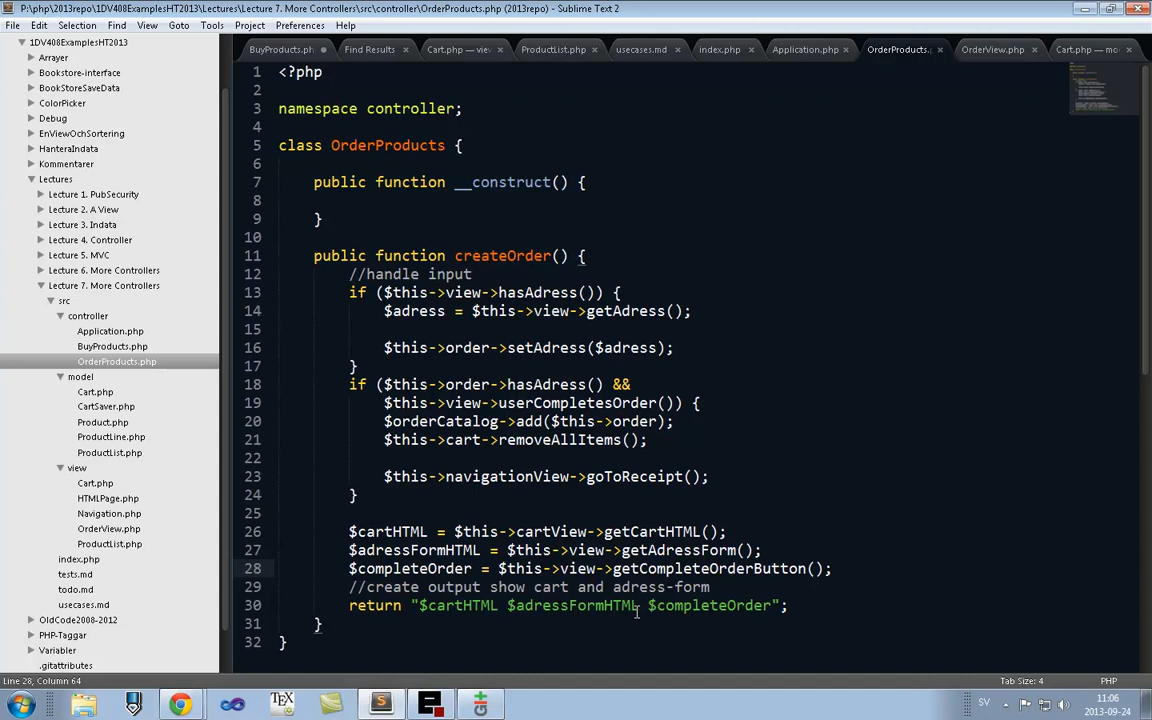 P:\php\2013repo\1DV408ExamplesHT2013\Lectures\Lecture 7. More Controllers\src\controller\OrderProducts.php (2013repo) - Sublime Text 2
File Edit Selection Find View Goto Tools Project Preferences Help
1DV408ExamplesHT2013
Arrayer
Bookstore-interface
BookStoreSaveData
ColorPicker
Debug
EnViewOchSortering
HanteraIndata
Kommentarer
Lectures
Lecture 1. PubSecurity
Lecture 2. A View
Lecture 3. Indata
Lecture 4. Controller
Lecture 5. MVC
Lecture 6. More Controllers
Lecture 7. More Controllers
src
controller
Application.php
BuyProducts.php
OrderProducts.php
model
Cart.php
CartSaver.php
Product.php
ProductLine.php
ProductList.php
view
Cart.php
HTMLPage.php
Navigation.php
OrderView.php
ProductList.php
index.php
tests.md
todo.md
usecases.md
OldCode2008-2012
PHP-Taggar
Variabler
.gitattributes
BuyProducts.ph Find Results Cart.php — vie ProductList.php usecases.md index.php Application.php OrderProducts. OrderView.php Cart.php — mo
1 <?php
2
3 namespace controller;
4
5 class OrderProducts {
6
7 public function __construct() {
8
9 }
10
11 public function createOrder() {
12 //handle input
13 if ($this->view->hasAdress()) {
14 $adress = $this->view->getAdress();
15
16 $this->order->setAdress($adress);
17 }
18 if ($this->order->hasAdress() &&
19 $this->view->userCompletesOrder()) {
20 $orderCatalog->add($this->order);
21 $this->cart->removeAllItems();
22
23 $this->navigationView->goToReceipt();
24 }
25
26 $cartHTML = $this->cartView->getCartHTML();
27 $adressFormHTML = $this->view->getAdressForm();
28 $completeOrder = $this->view->getCompleteOrderButton();
29 //create output show cart and adress-form
30 return "$cartHTML $adressFormHTML $completeOrder";
31 }
32 }
Line 28, Column 64 Tab Size: 4 PHP
SV 11:06
2013-09-24